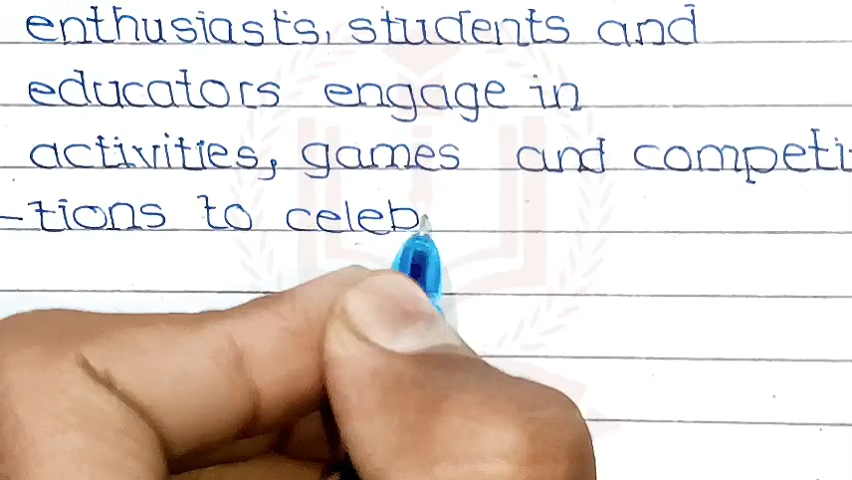 enthusiasts, students and
educators engage in
activities, games and competi
-tions to celeb